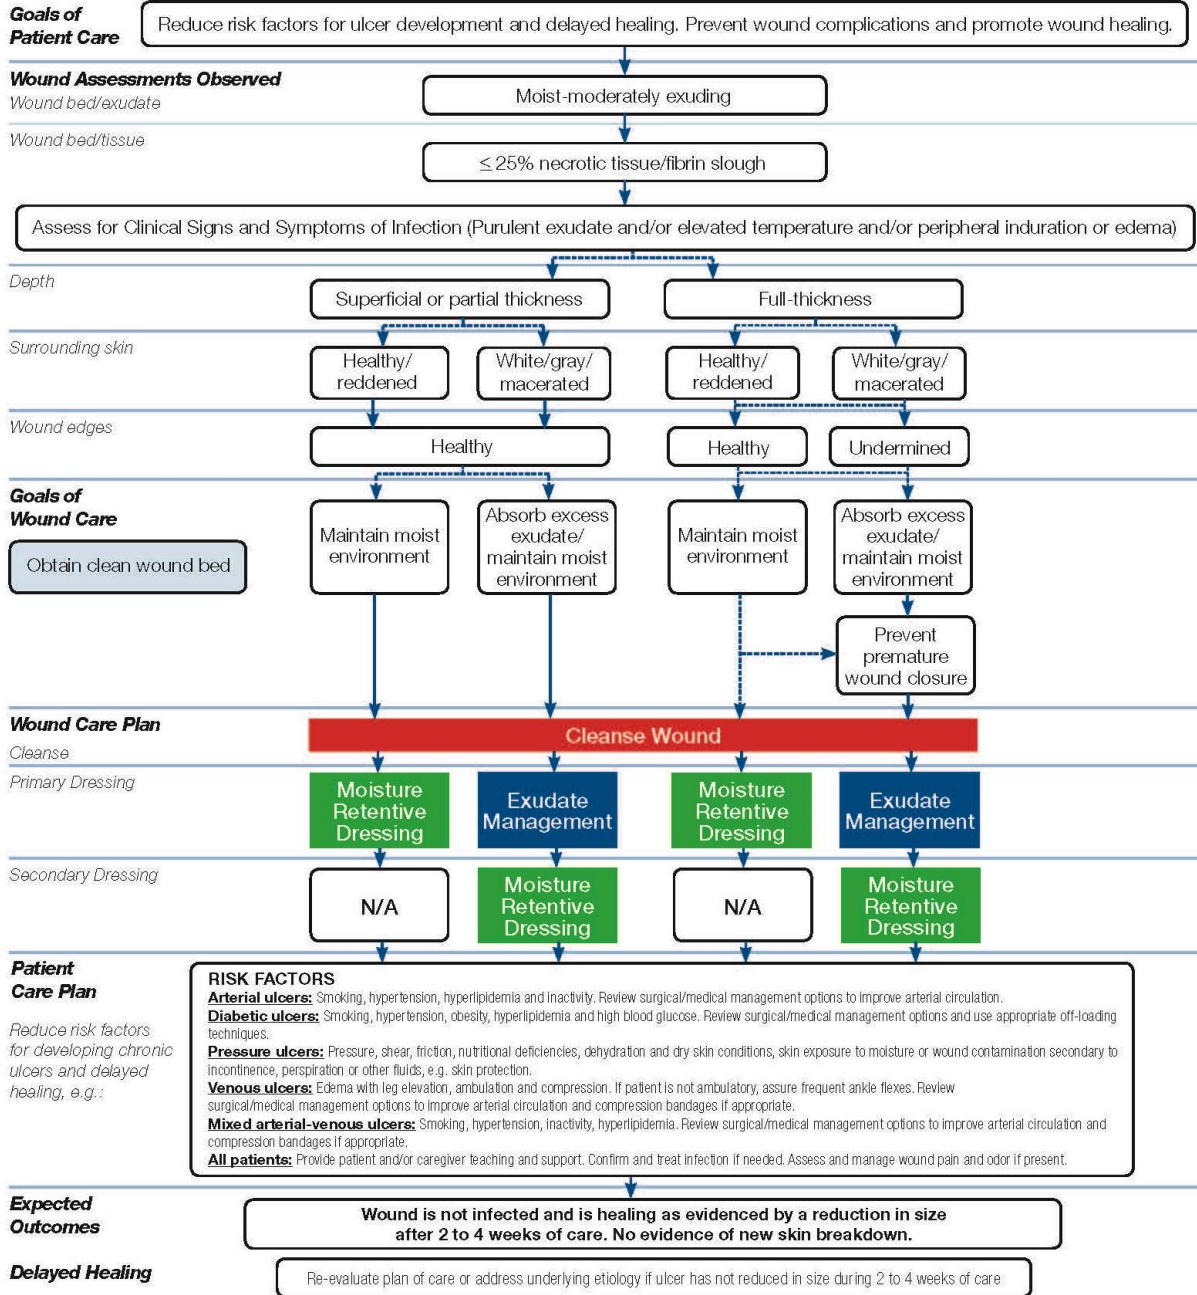 Goals of
Patient Care
Reduce risk factors for ulcer development and delayed healing. Prevent wound complications and promote wound healing.
Wound Assessments Observed
Wound bed/exudate
Moist-moderately exuding
Wound bed/tissue
≤ 25% necrotic tissue/fibrin slough
Assess for Clinical Signs and Symptoms of Infection (Purulent exudate and/or elevated temperature and/or peripheral induration or edema)
Depth
Superficial or partial thickness
Full-thickness
Surrounding skin
Healthy/
reddened
White/gray/
macerated
Healthy/
reddened
White/gray/
macerated
Wound edges
Healthy
Healthy
Undermined
Goals of
Wound Care
Obtain clean wound bed
Maintain moist
environment
Absorb excess
exudate/
maintain moist
environment
Maintain moist
environment
Absorb excess
exudate/
maintain moist
environment
Prevent
premature
wound closure
Wound Care Plan
Cleanse
Cleanse Wound
Primary Dressing
Moisture
Retentive
Dressing
Exudate
Management
Moisture
Retentive
Dressing
Exudate
Management
Secondary Dressing
N/A
Moisture
Retentive
Dressing
N/A
Moisture
Retentive
Dressing
Patient
Care Plan
Reduce risk factors
for developing chronic
ulcers and delayed
healing, e.g.:
RISK FACTORS
Arterial ulcers: Smoking, hypertension, hyperlipidemia and inactivity. Review surgical/medical management options to improve arterial circulation.
Diabetic ulcers: Smoking, hypertension, obesity, hyperlipidemia and high blood glucose. Review surgical/medical management options and use appropriate off-loading
techniques.
Pressure ulcers: Pressure, shear, friction, nutritional deficiencies, dehydration and dry skin conditions, skin exposure to moisture or wound contamination secondary to
incontinence, perspiration or other fluids, e.g. skin protection.
Venous ulcers: Edema with leg elevation, ambulation and compression. If patient is not ambulatory, assure frequent ankle flexes. Review
surgical/medical management options to improve arterial circulation and compression bandages if appropriate.
Mixed arterial-venous ulcers: Smoking, hypertension, inactivity, hyperlipidemia. Review surgical/medical management options to improve arterial circulation and
compression bandages if appropriate.
All patients: Provide patient and/or caregiver teaching and support. Confirm and treat infection if needed. Assess and manage wound pain and odor if present.
Expected
Outcomes
Wound is not infected and is healing as evidenced by a reduction in size
after 2 to 4 weeks of care. No evidence of new skin breakdown.
Delayed Healing
Re-evaluate plan of care or address underlying etiology if ulcer has not reduced in size during 2 to 4 weeks of care